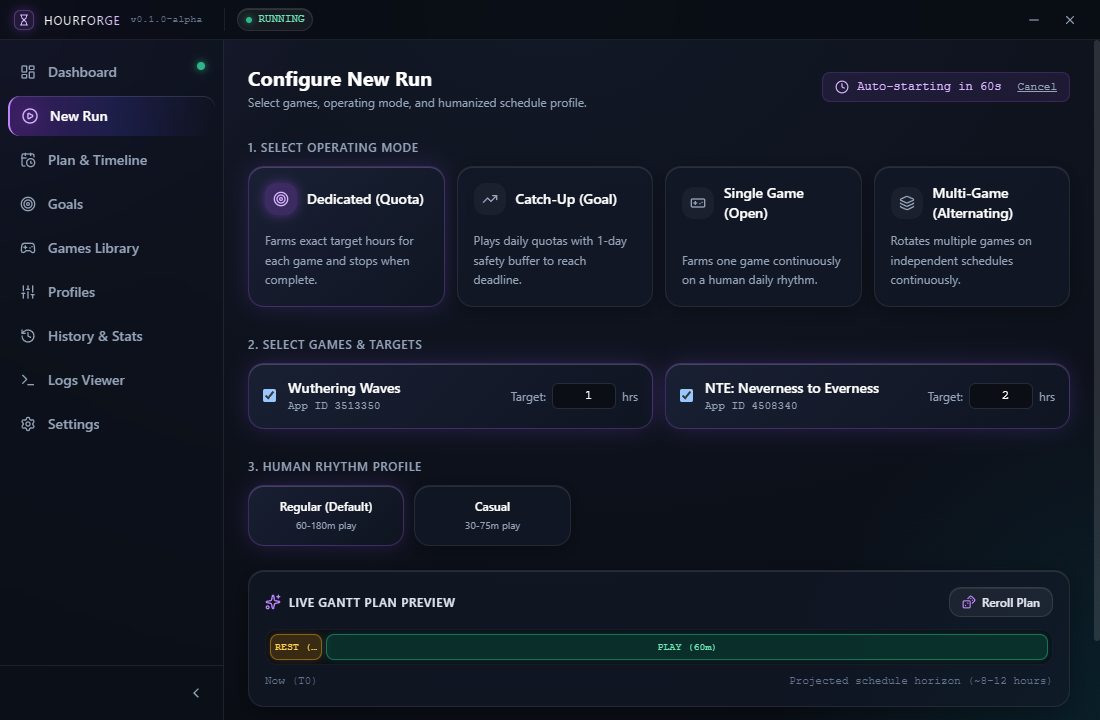 HOURFORGE v0.1.0-alpha RUNNING
Dashboard
New Run
Plan & Timeline
Goals
Games Library
Profiles
History & Stats
Logs Viewer
Settings
Configure New Run
Select games, operating mode, and humanized schedule profile.
Auto-starting in 60s Cancel
1. SELECT OPERATING MODE
Dedicated (Quota)
Farms exact target hours for
each game and stops when
complete.
Catch-Up (Goal)
Plays daily quotas with 1-day
safety buffer to reach
deadline.
Single Game
(Open)
Farms one game continuously
on a human daily rhythm.
Multi-Game
(Alternating)
Rotates multiple games on
independent schedules
continuously.
2. SELECT GAMES & TARGETS
Wuthering Waves
App ID 3513350
Target: 1 hrs
NTE: Neverness to Everness
App ID 4508340
Target: 2 hrs
3. HUMAN RHYTHM PROFILE
Regular (Default)
60-180m play
Casual
30-75m play
LIVE GANTT PLAN PREVIEW
Reroll Plan
REST (… PLAY (60m)
Now (T0) Projected schedule horizon (~8-12 hours)